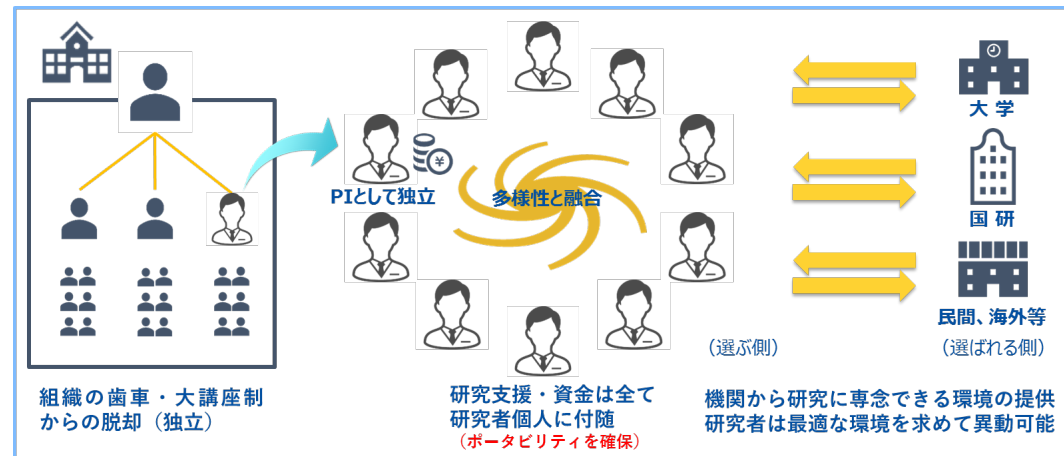 大学
国研
民間、海外等
PIとして独立
¥
多様性と融合
（選ぶ側）
（選ばれる側）
組織の歯車・大講座制
からの脱却（独立）
研究支援・資金は全て
研究者個人に付随
（ポータビリティを確保）
機関から研究に専念できる環境の提供
研究者は最適な環境を求めて異動可能